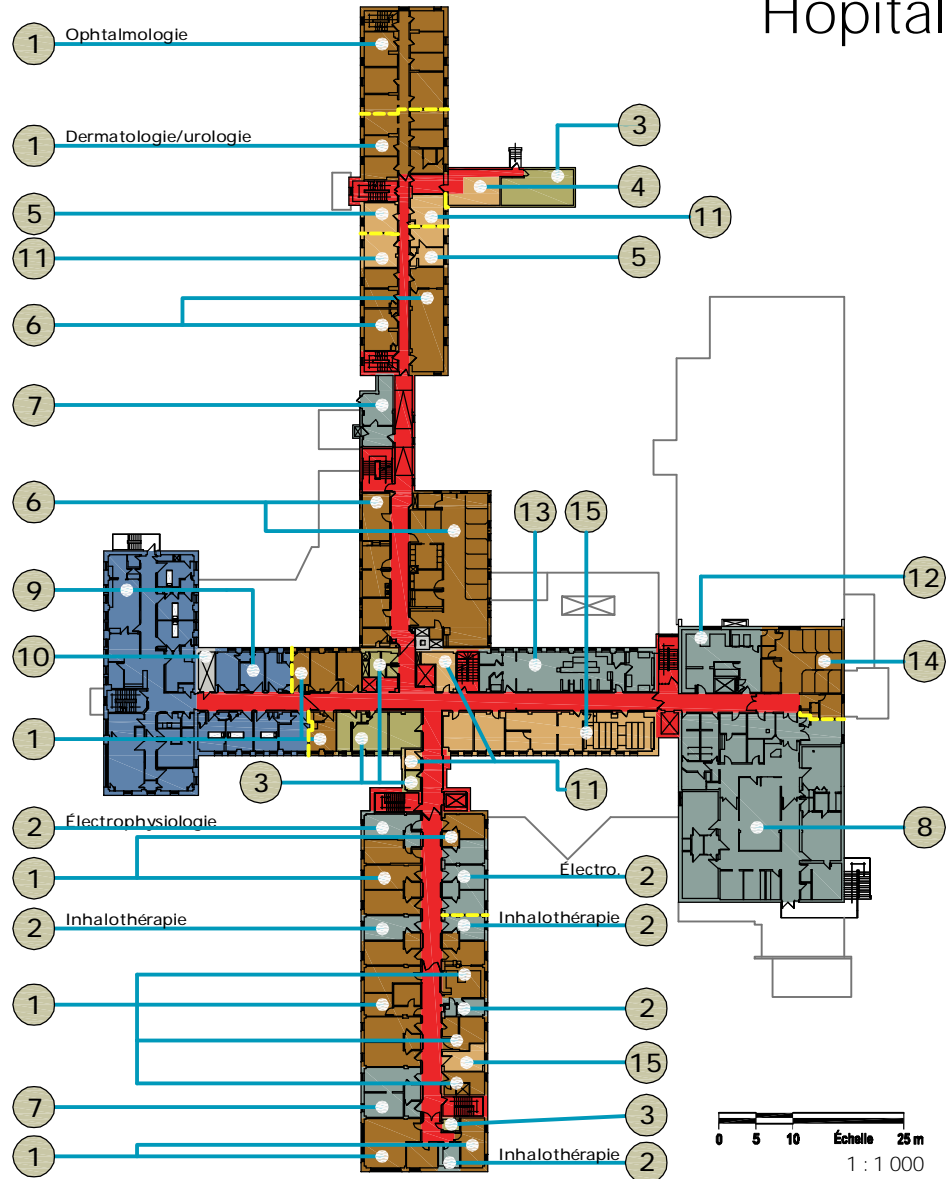 Hôpital
1 Ophtalmologie
1 Dermatologie/urologie
3
4
5
11
11
5
6
7
6
13
15
9
12
10
14
1
3
11
2 Électrophysiologie
8
1
Électro. 2
2 Inhalothérapie
Inhalothérapie 2
1
2
15
7
3
1
Inhalothérapie 2
0 5 10 Échelle 25 m
1 : 1 000